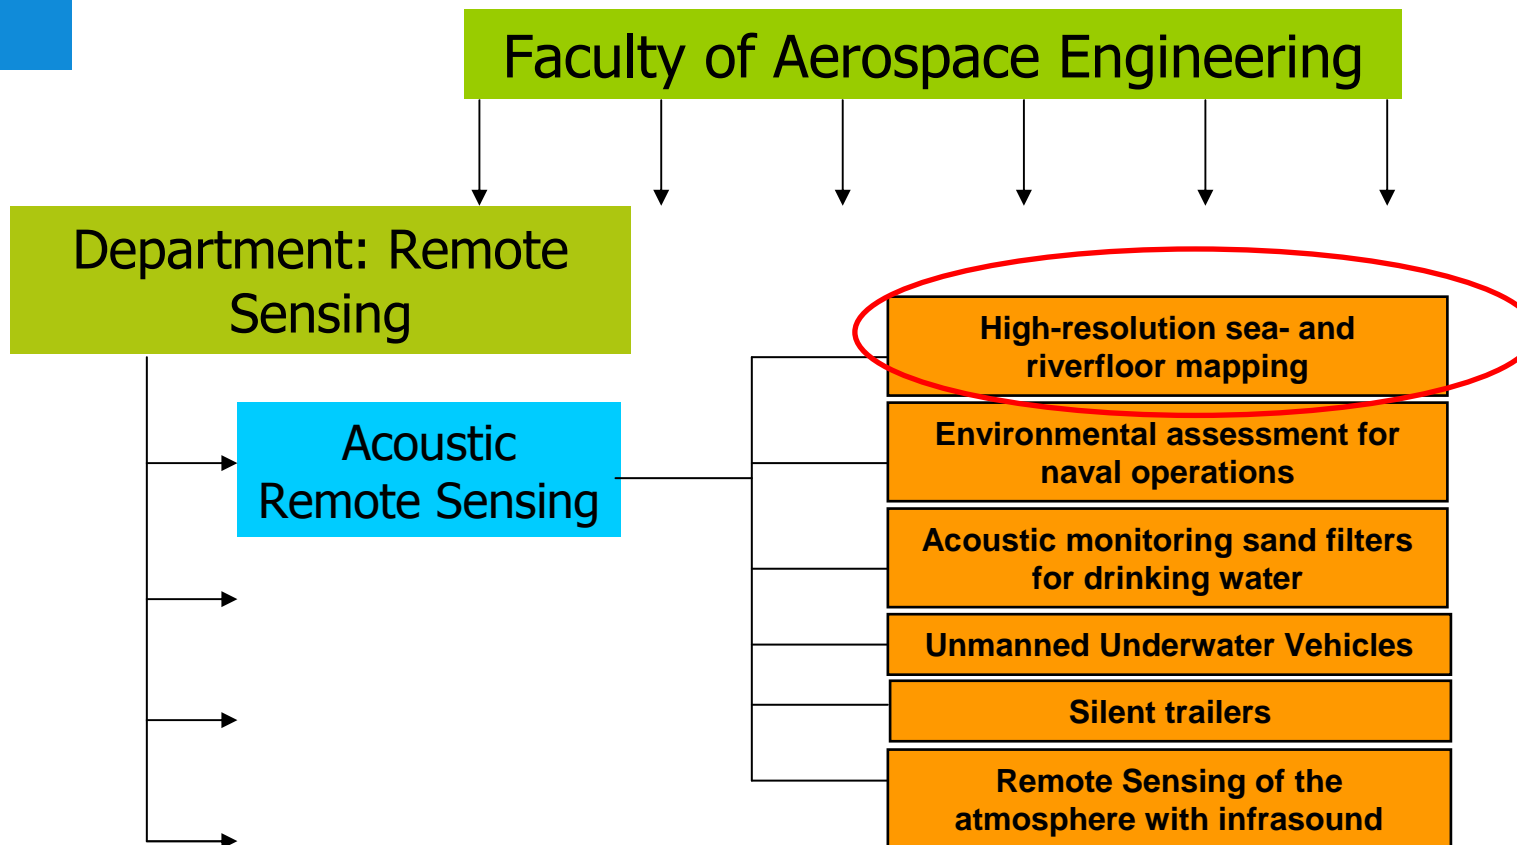 Faculty of Aerospace Engineering
Department: Remote
Sensing
Acoustic
Remote Sensing
High-resolution sea- and
riverfloor mapping
Environmental assessment for
naval operations
Acoustic monitoring sand filters
for drinking water
Unmanned Underwater Vehicles
Silent trailers
Remote Sensing of the
atmosphere with infrasound